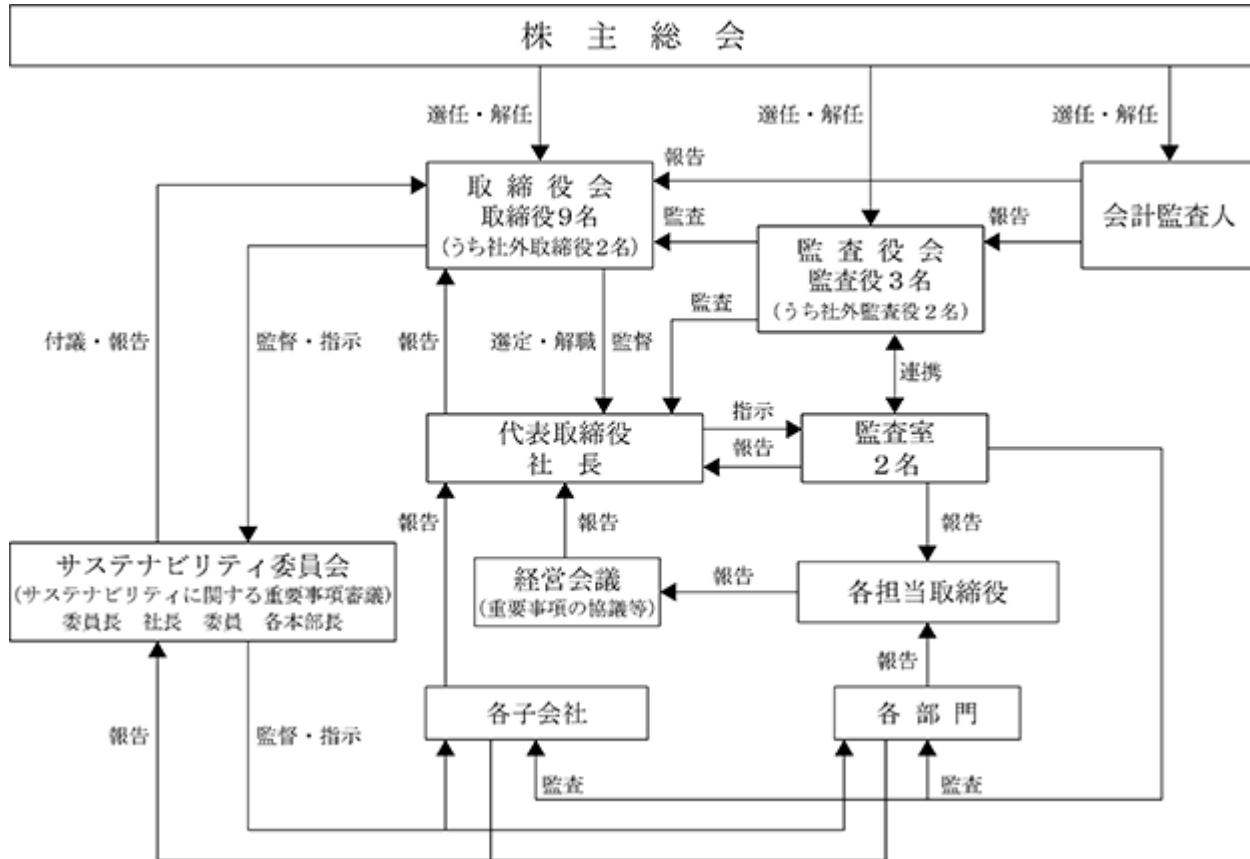 株主総会
選任・解任
選任・解任
選任・解任
報告
取締役会
取締役9名
(うち社外取締役2名)
監査
報告
会計監査人
監査役会
監査役3名
(うち社外監査役2名)
監査
付議・報告
監督・指示
報告
選定・解職
監督
連携
代表取締役
社長
指示
報告
監査室
2名
報告
報告
報告
サステナビリティ委員会
(サステナビリティに関する重要事項審議)
委員長 社長 委員 各本部長
経営会議
(重要事項の協議等)
報告
各担当取締役
報告
各子会社
各部門
報告
監督・指示
監査
監査